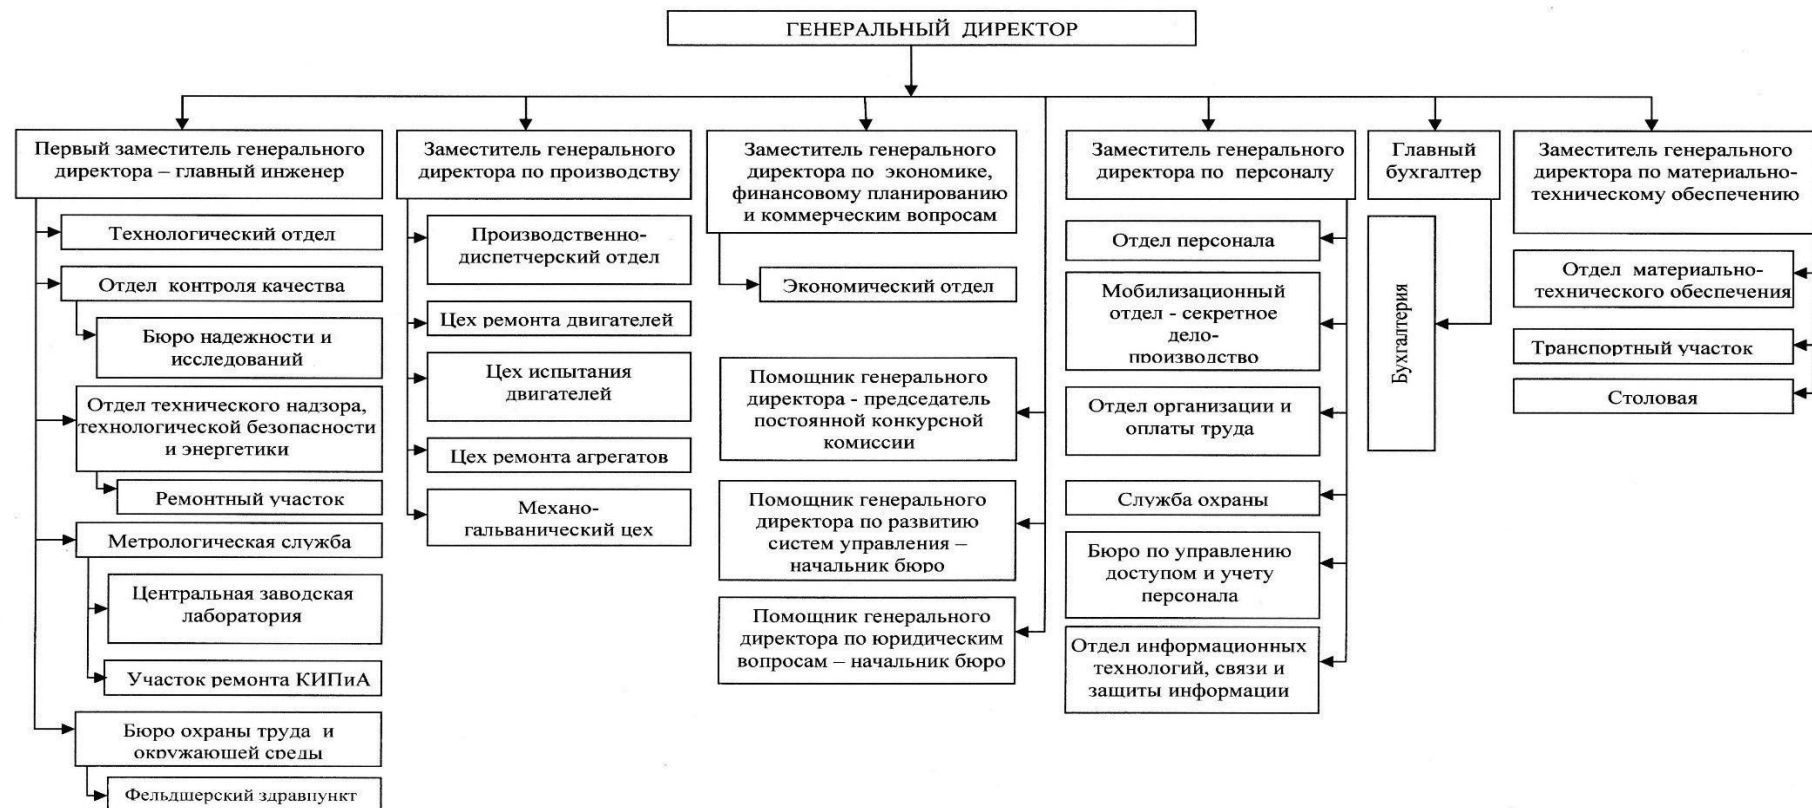 ГЕНЕРАЛЬНЫЙ ДИРЕКТОР
Первый заместитель генерального
директора – главный инженер
Технологический отдел
Отдел контроля качества
Бюро надежности и
исследований
Отдел технического надзора,
технологической безопасности
и энергетики
Ремонтный участок
Метрологическая служба
Центральная заводская
лаборатория
Участок ремонта КИПиА
Бюро охраны труда и
окружающей среды
Фельдшерский здравпункт
Заместитель генерального
директора по производству
Производственно-
диспетчерский отдел
Цех ремонта двигателей
Цех испытания
двигателей
Цех ремонта агрегатов
Механо-
гальванический цех
Заместитель генерального
директора по экономике,
финансовому планированию
и коммерческим вопросам
Экономический отдел
Помощник генерального
директора - председатель
постоянной конкурсной
комиссии
Помощник генерального
директора по развитию
систем управления –
начальник бюро
Помощник генерального
директора по юридическим
вопросам – начальник бюро
Заместитель генерального
директора по персоналу
Отдел персонала
Мобилизационный
отдел - секретное
дело-
производство
Отдел организации и
оплаты труда
Служба охраны
Бюро по управлению
доступом и учету
персонала
Отдел информационных
технологий, связи и
защиты информации
Главный
бухгалтер
Бухгалтерия
Заместитель генерального
директора по материально-
техническому обеспечению
Отдел материально-
технического обеспечения
Транспортный участок
Столовая